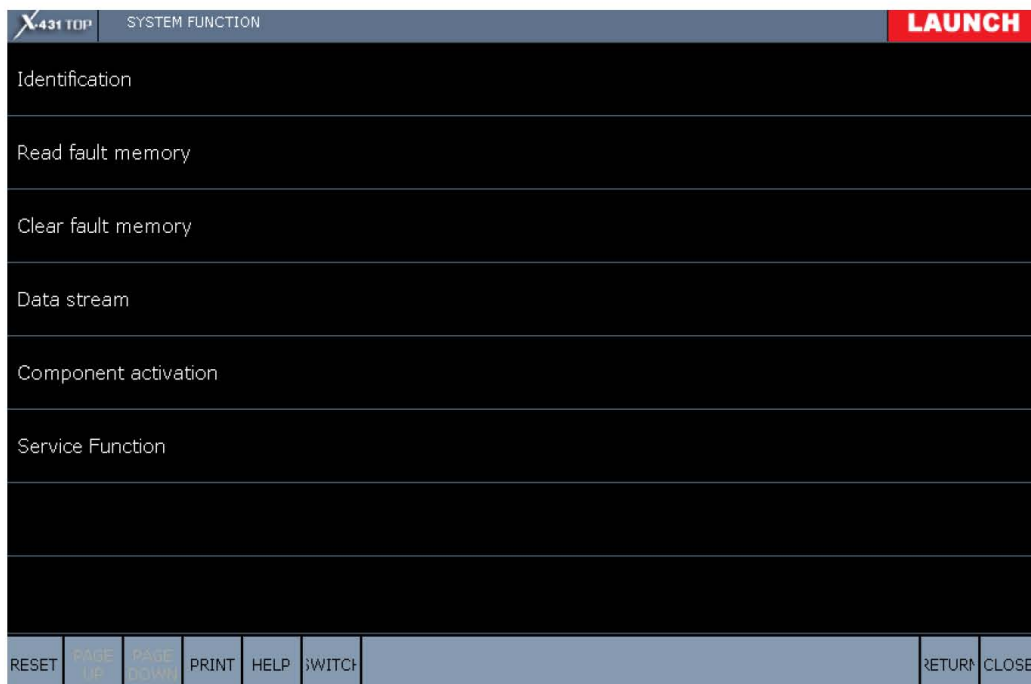 X-431 TOP SYSTEM FUNCTION LAUNCH
Identification
Read fault memory
Clear fault memory
Data stream
Component activation
Service Function
RESET PAGE UP PAGE DOWN PRINT HELP SWITCH RETURN CLOSE